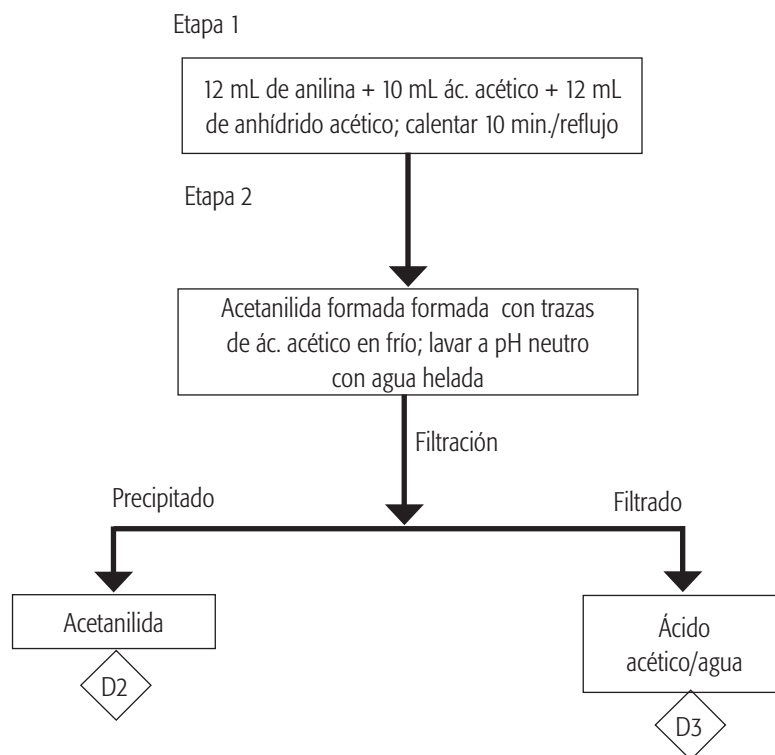 Etapa 1
12 mL de anilina + 10 mL ác. acético + 12 mL
de anhídrido acético; calentar 10 min./reflujo
Etapa 2
Acetanilida formada formada con trazas
de ác. acético en frío; lavar a pH neutro
con agua helada
Filtración
Precipitado
Filtrado
Acetanilida
D2
Ácido
acético/agua
D3